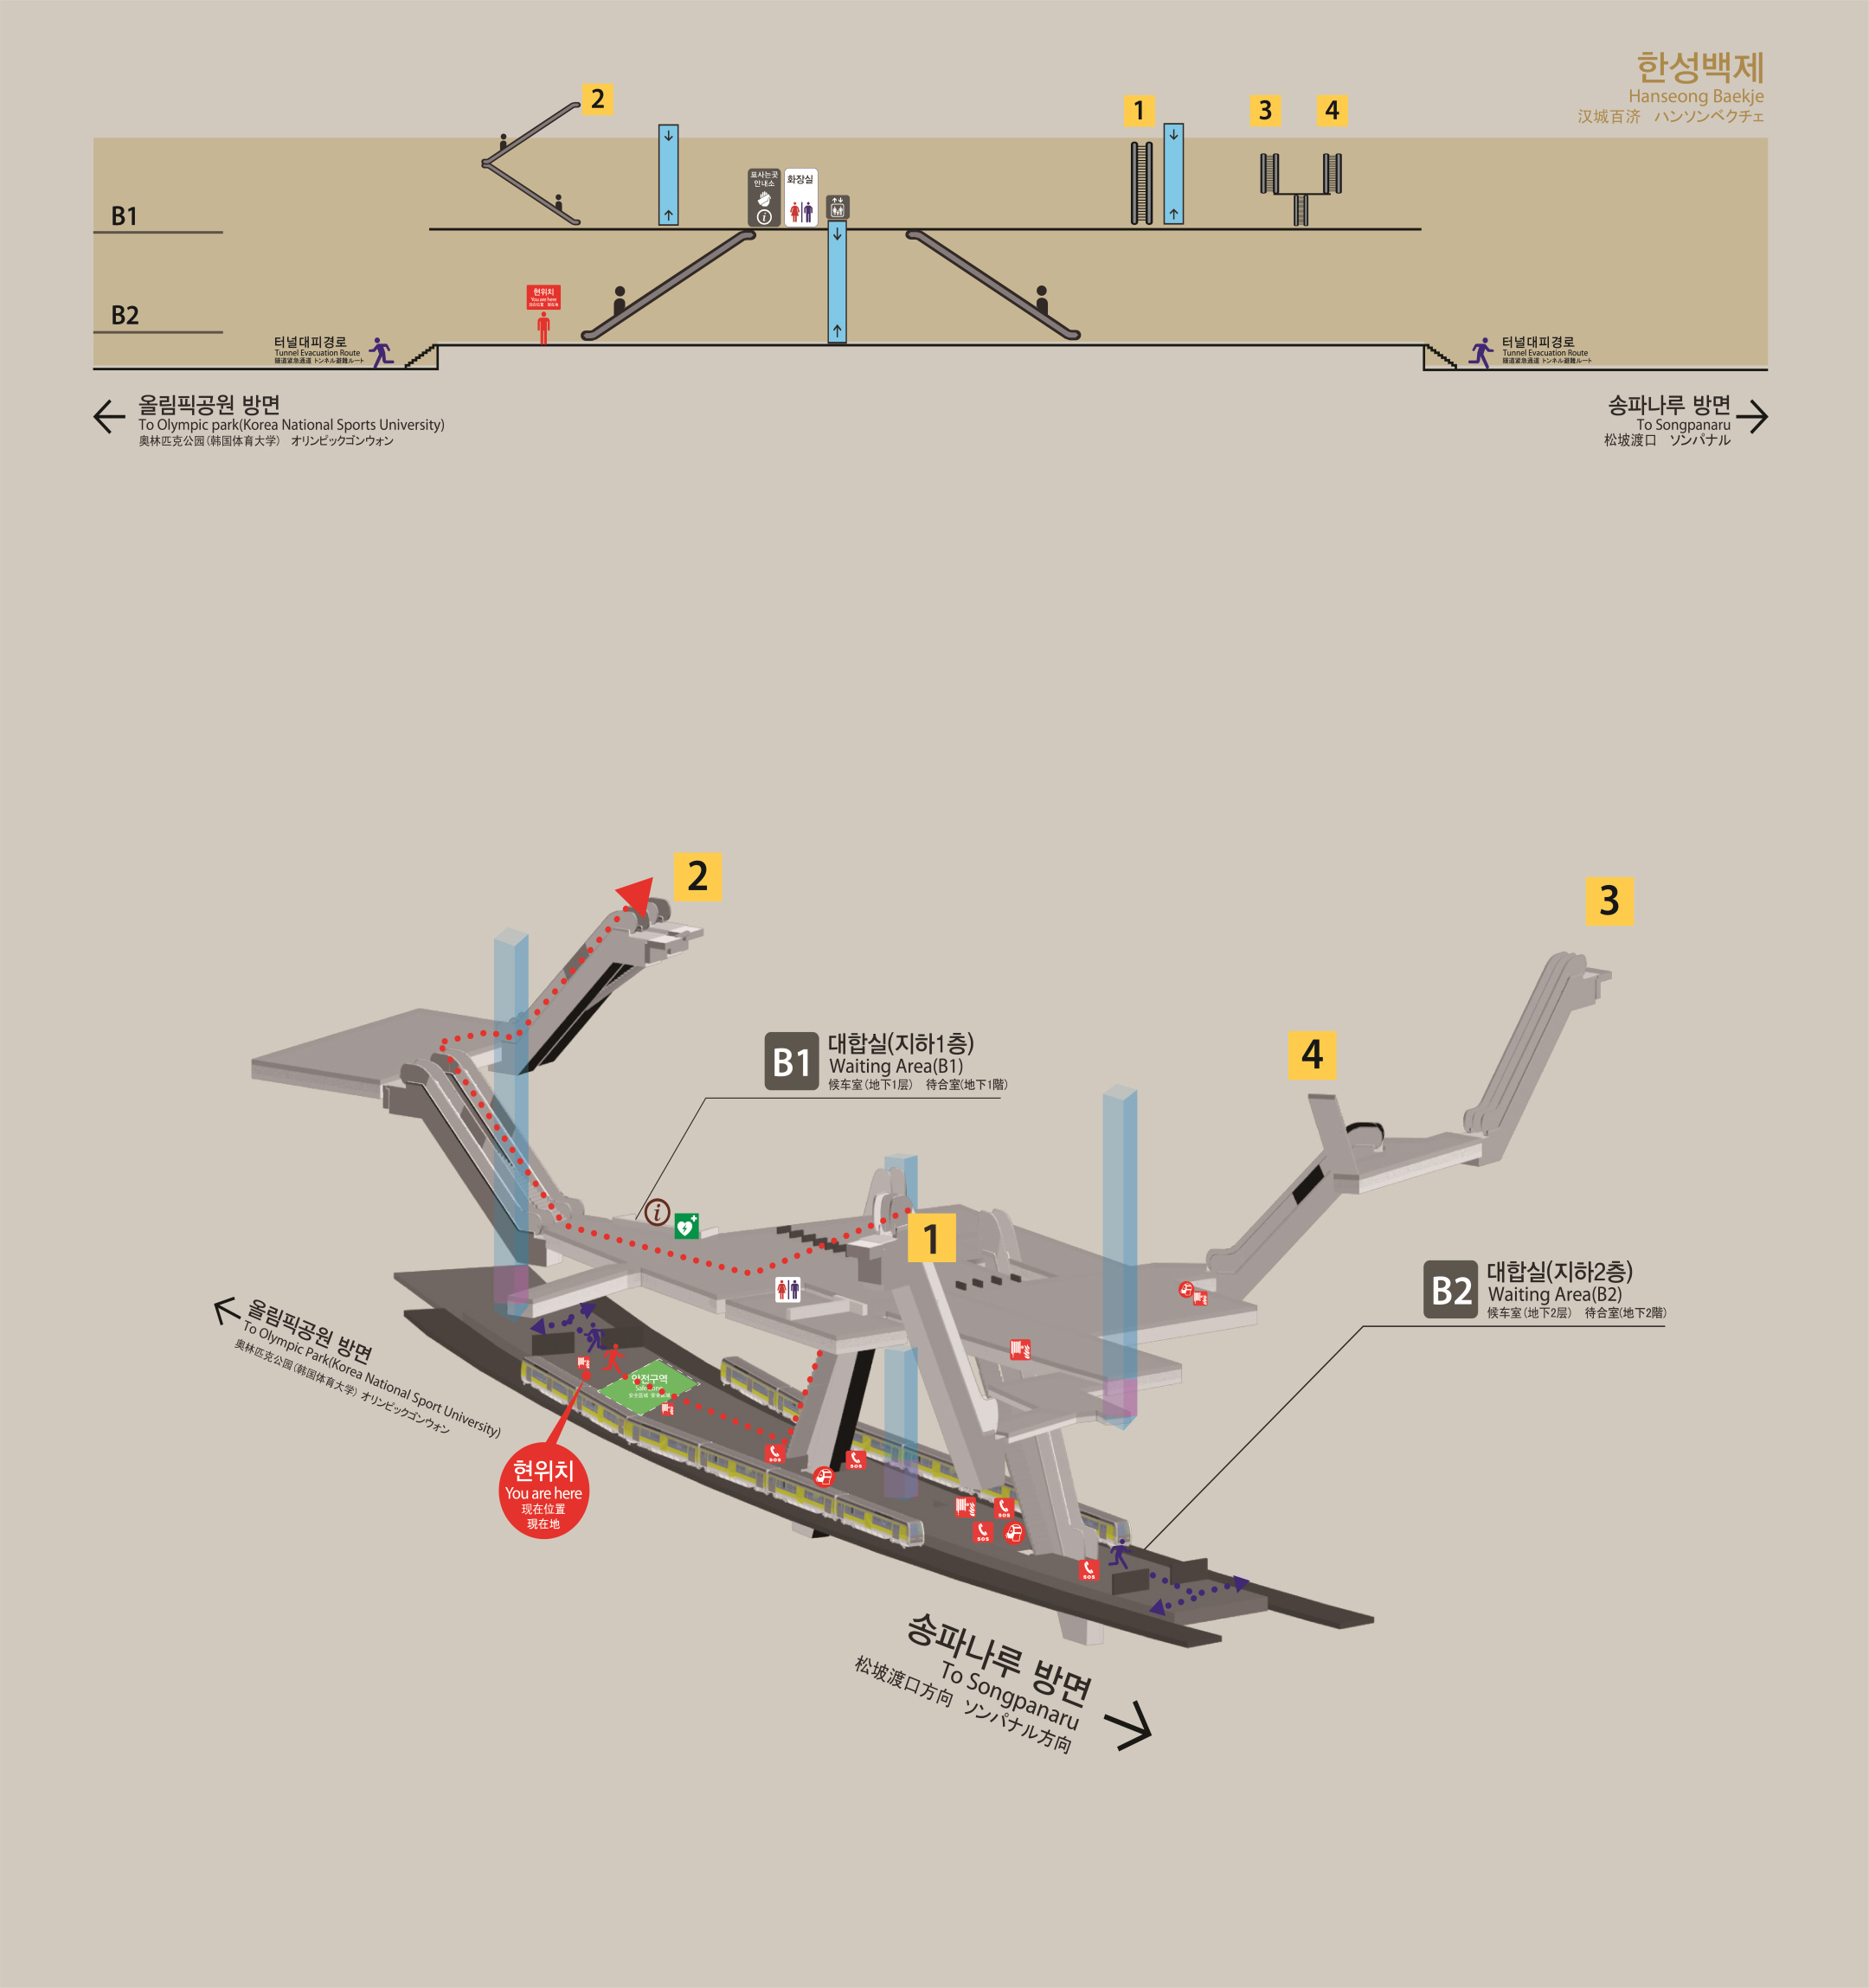 한성백제
Hanseong Baekje
汉城百济 ハンソンベクチェ
2
1
3
4
표사는곳
안내소
화장실
B1
B2
현위치
You are here
터널대피경로
Tunnel Evacuation Route
隧道紧急通道 トンネル避難ルート
터널대피경로
Tunnel Evacuation Route
隧道紧急通道 トンネル避難ルート
올림픽공원 방면
To Olympic park(Korea National Sports University)
奥林匹克公园(韩国体育大学) オリンピックゴンウォン
송파나루 방면
To Songpanaru
松坡渡口 ソンパナル
2
3
4
1
B1
대합실(지하1층)
Waiting Area(B1)
候车室(地下1层) 待合室(地下1階)
B2
대합실(지하2층)
Waiting Area(B2)
候车室(地下2层) 待合室(地下2階)
올림픽공원 방면
To Olympic Park(Korea National Sport University)
奥林匹克公园(韩国体育大学) オリンピックゴンウォン
안전구역
현위치
You are here
现在位置
現在地
SOS
SOS
SOS
SOS
SOS
송파나루 방면
To Songpanaru
松坡渡口方向 ソンパナル方向